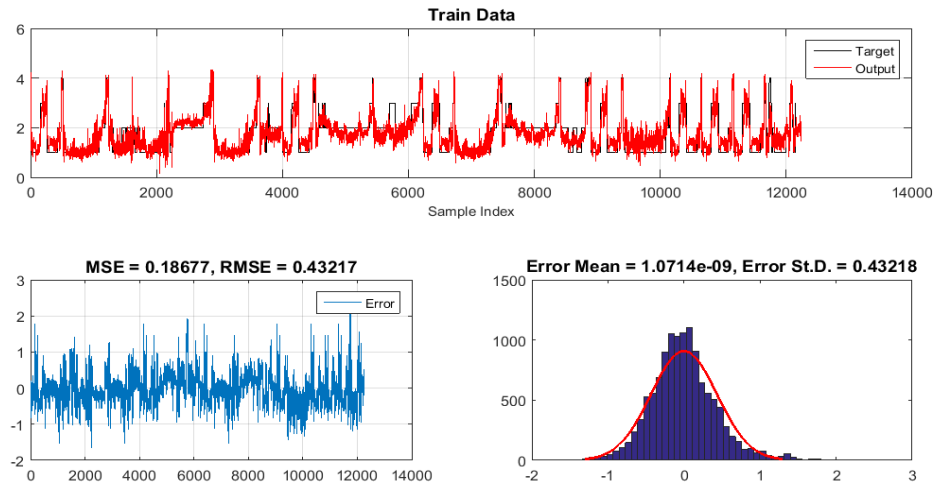 Train Data
6
4
2
0
Target
Output
0 2000 4000 6000 8000 10000 12000 14000
Sample Index
MSE = 0.18677, RMSE = 0.43217
3
2
1
0
-1
-2
Error
0 2000 4000 6000 8000 10000 12000 14000
Error Mean = 1.0714e-09, Error St.D. = 0.43218
1500
1000
500
0
-2 -1 0 1 2 3